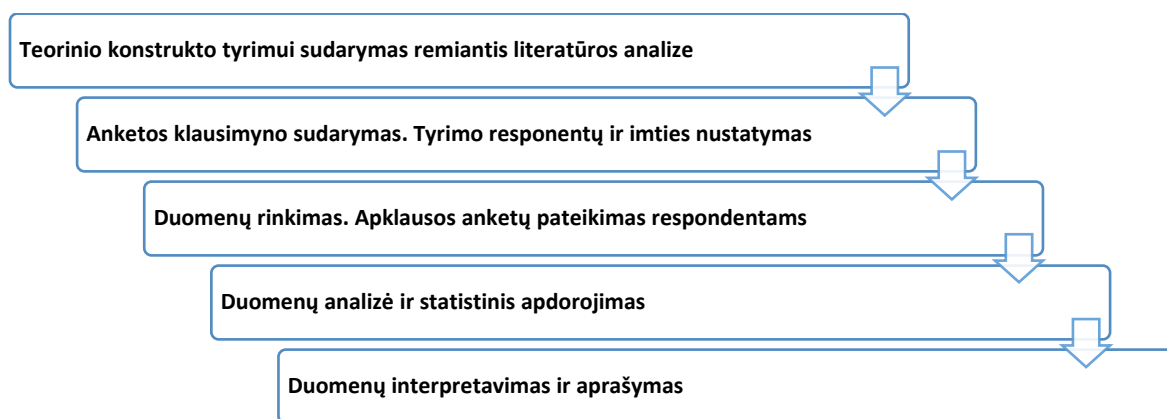 Teorinio konstrukto tyrimui sudarymas remiantis literatūros analize
Anketos klausimyno sudarymas. Tyrimo responentų ir imties nustatymas
Duomenų rinkimas. Apklausos anketų pateikimas respondentams
Duomenų analizė ir statistinis apdorojimas
Duomenų interpretavimas ir aprašymas